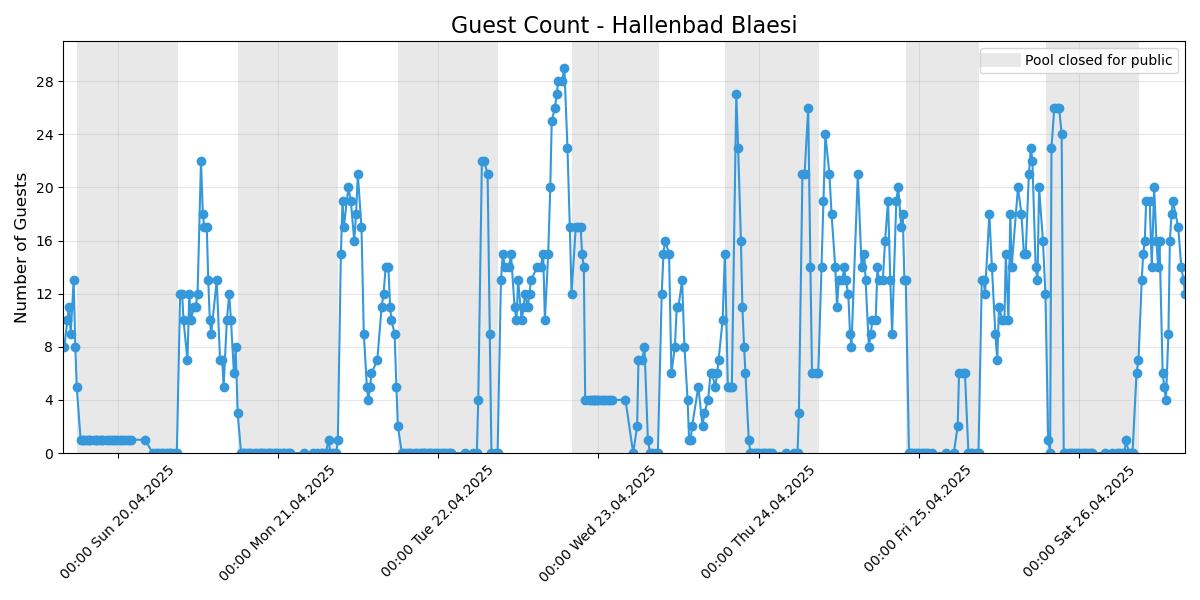 Guest Count - Hallenbad Blaesi
Pool closed for public
Number of Guests
28
24
20
16
12
8
4
0
00:00 Sun 20.04.2025
00:00 Mon 21.04.2025
00:00 Tue 22.04.2025
00:00 Wed 23.04.2025
00:00 Thu 24.04.2025
00:00 Fri 25.04.2025
00:00 Sat 26.04.2025